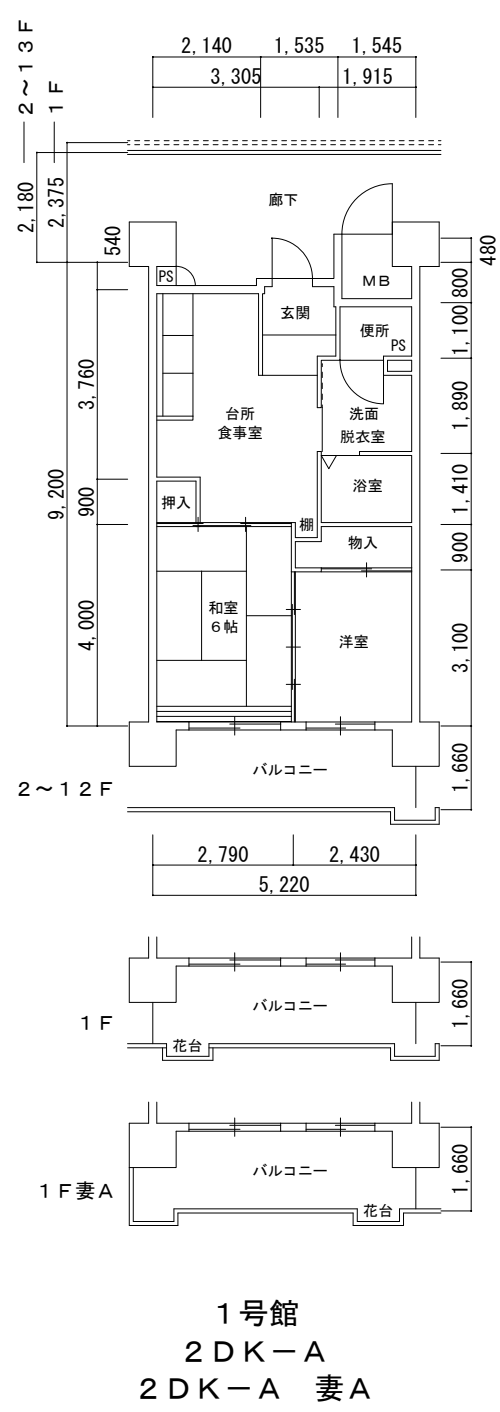 2～13F
1F
2,140
1,535
1,545
3,305
1,915
2,180
2,375
廊下
540
480
PS
MB
800
玄関
便所
PS
1,100
3,760
台所
食事室
洗面
脱衣室
1,890
9,200
900
押入
棚
浴室
1,410
物入
900
4,000
和室
6帖
洋室
3,100
バルコニー
1,660
2～12F
2,790
2,430
5,220
バルコニー
1,660
1F
花台
バルコニー
1,660
1F妻A
花台
1号館
2DK－A
2DK－A 妻A